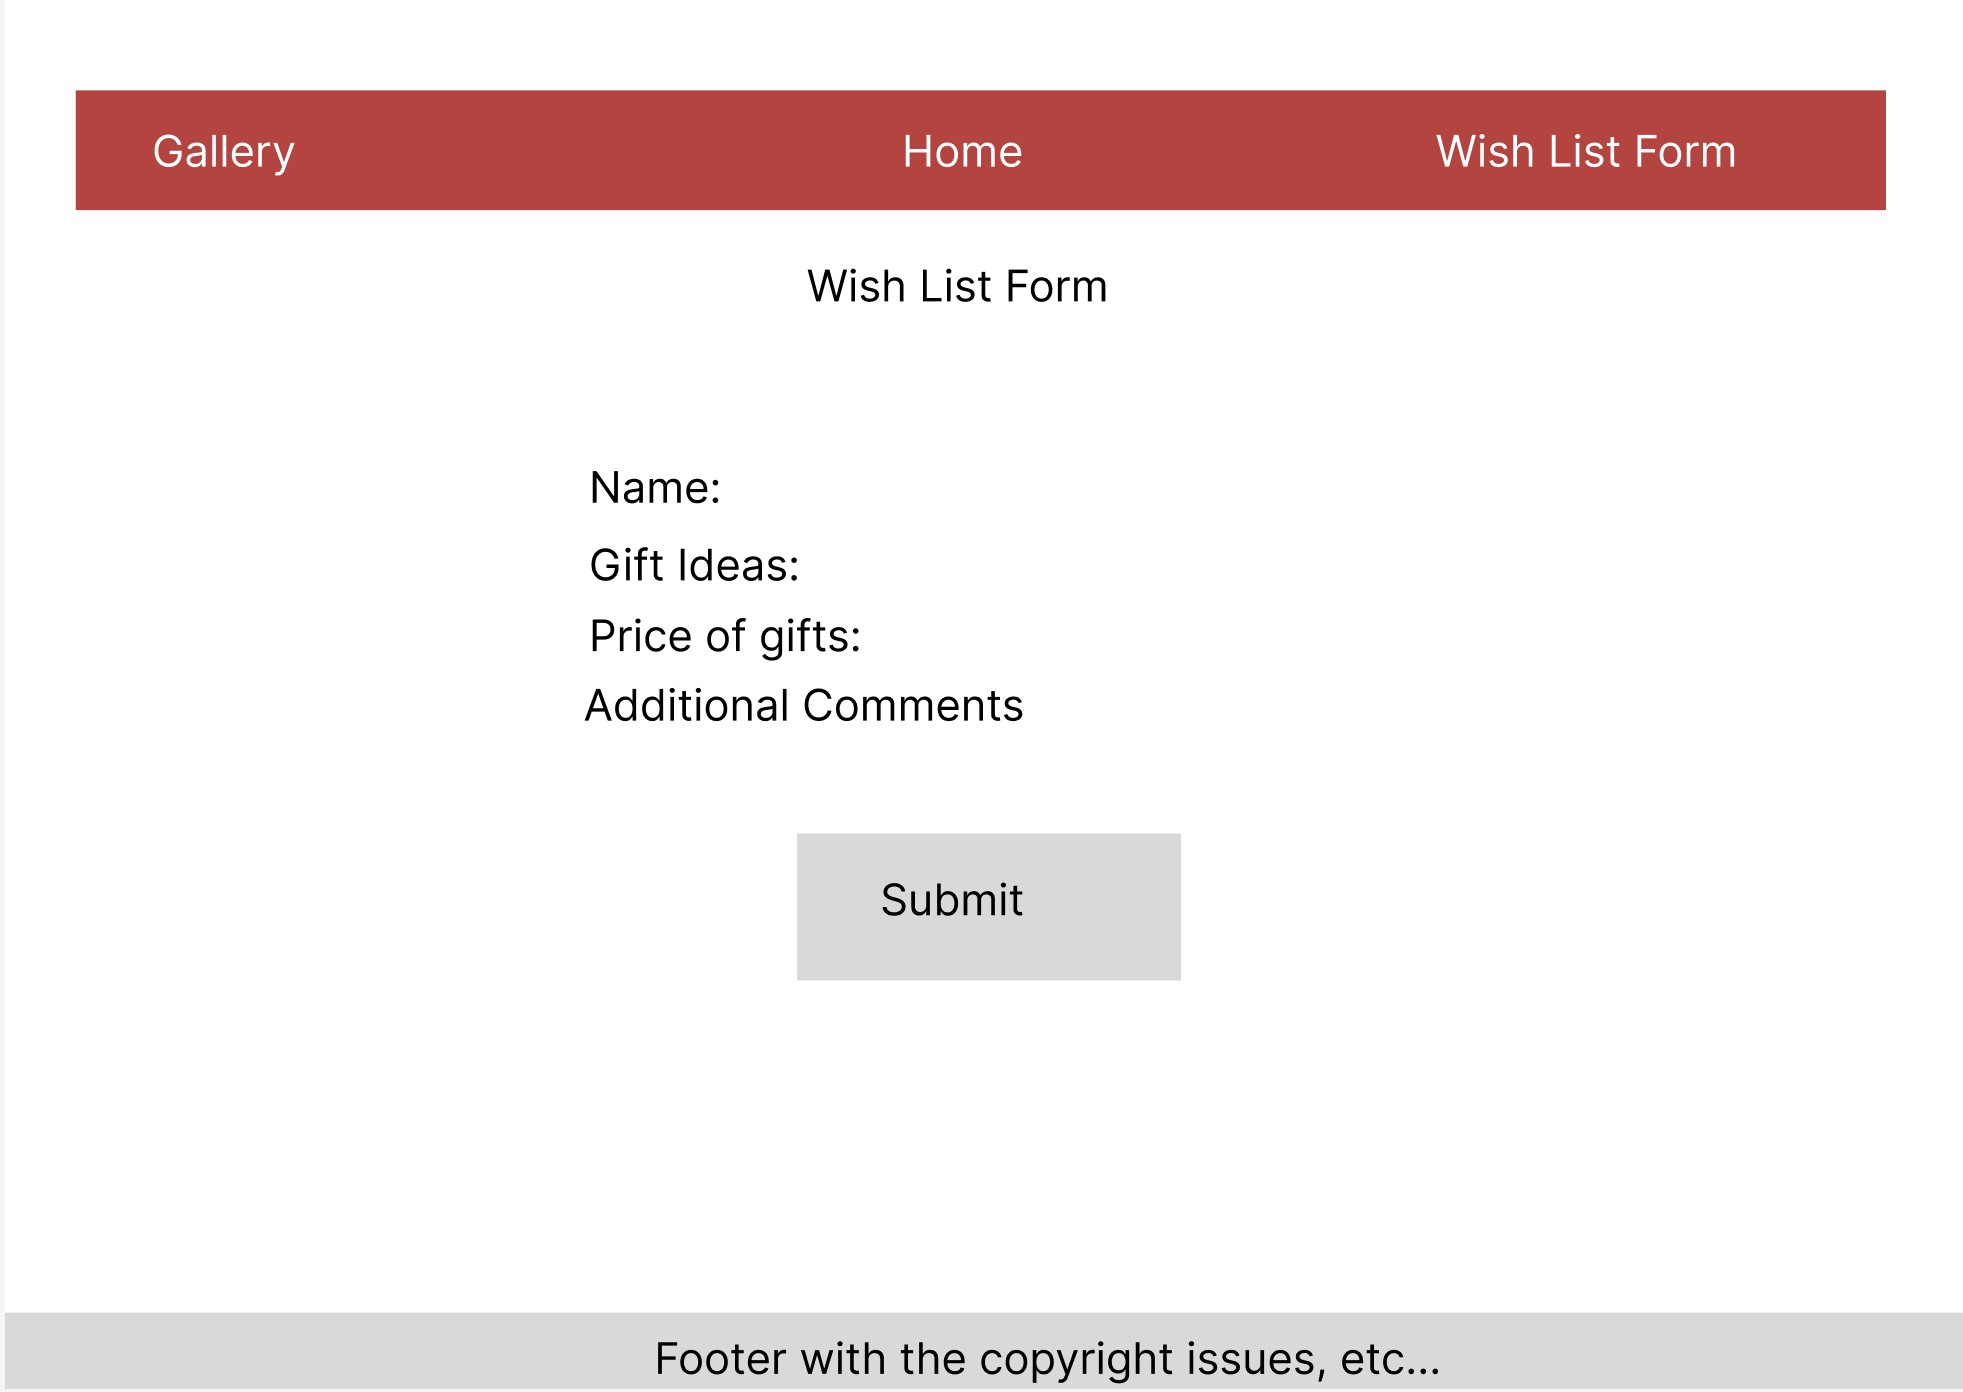 Gallery Home Wish List Form
Wish List Form
Name:
Gift Ideas:
Price of gifts:
Additional Comments
Submit
Footer with the copyright issues, etc...